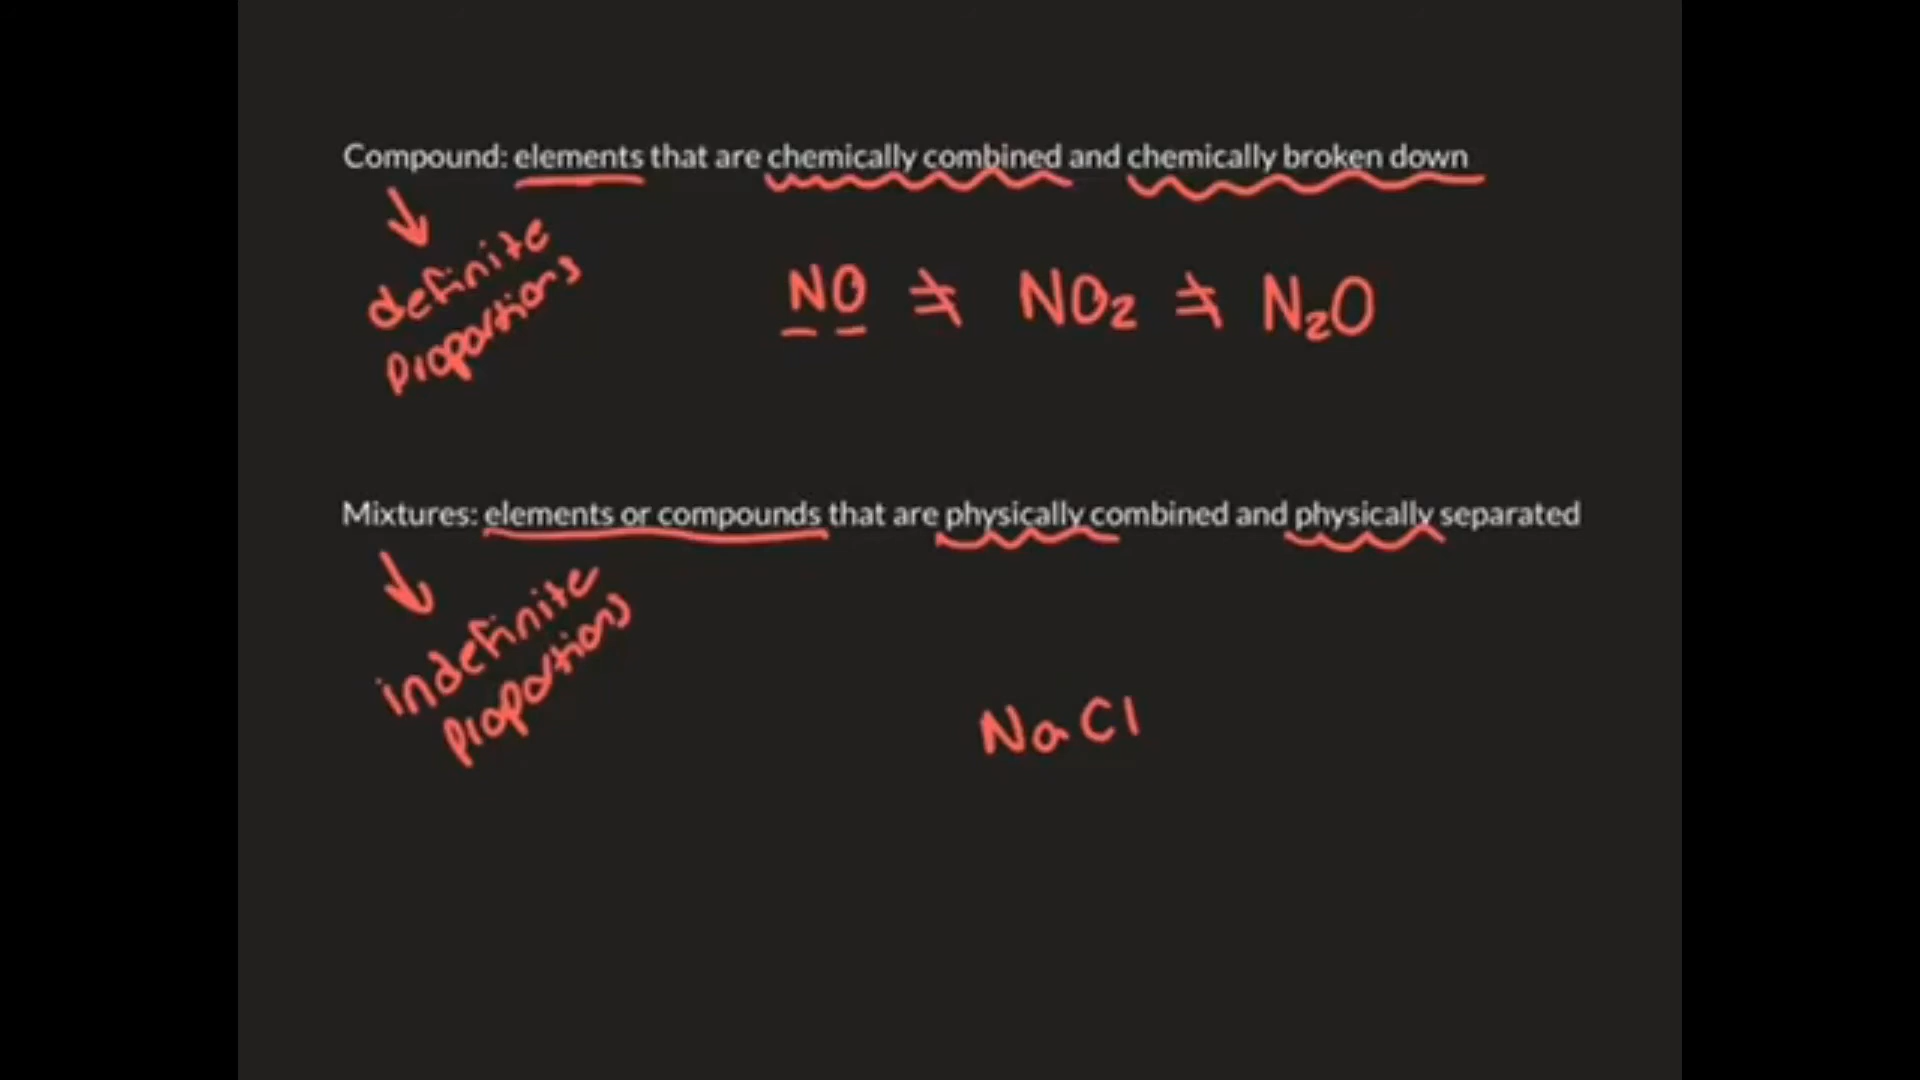 Compound: elements that are chemically combined and chemically broken down
definite
proportions
NO ≠ NO₂ ≠ N₂O
Mixtures: elements or compounds that are physically combined and physically separated
indefinite
proportions
NaCl